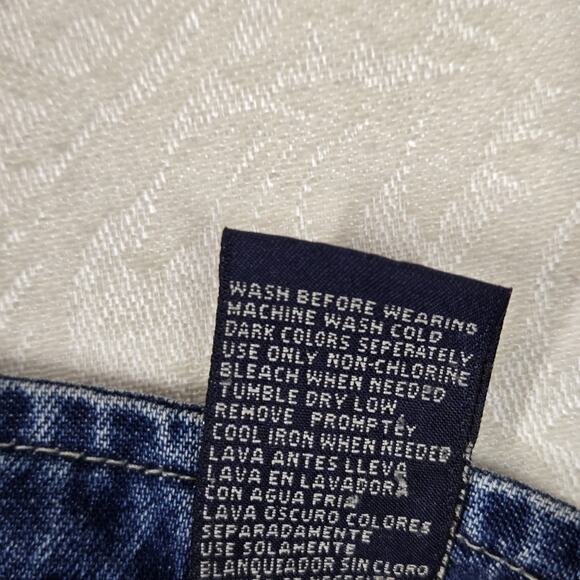 WASH BEFORE WEARING
MACHINE WASH COLD
DARK COLORS SEPERATELY
USE ONLY NON-CHLORINE
BLEACH WHEN NEEDED
TUMBLE DRY LOW
REMOVE PROMPTLY
COOL IRON WHEN NEEDED
LAVA ANTES LLEVA
LAVA EN LAVADORA
CON AGUA FRIA
LAVA OSCURO COLORES
SEPARADAMENTE
USE SOLAMENTE
BLANQUEADOR SIN CLORO